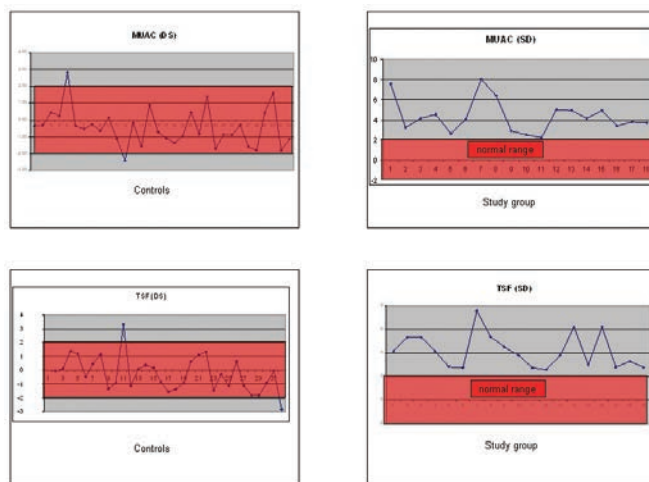 MUAC (DS)
Controls
MUAC (SD)
10
8
6
4
2
0
-2
normal range
1 2 3 4 5 6 7 8 9 10 11 12 13 14 15 16 17 18
Study group
TSF(DS)
4
3
2
1
0
-1
-2
-3
Controls
TSF (SD)
normal range
Study group